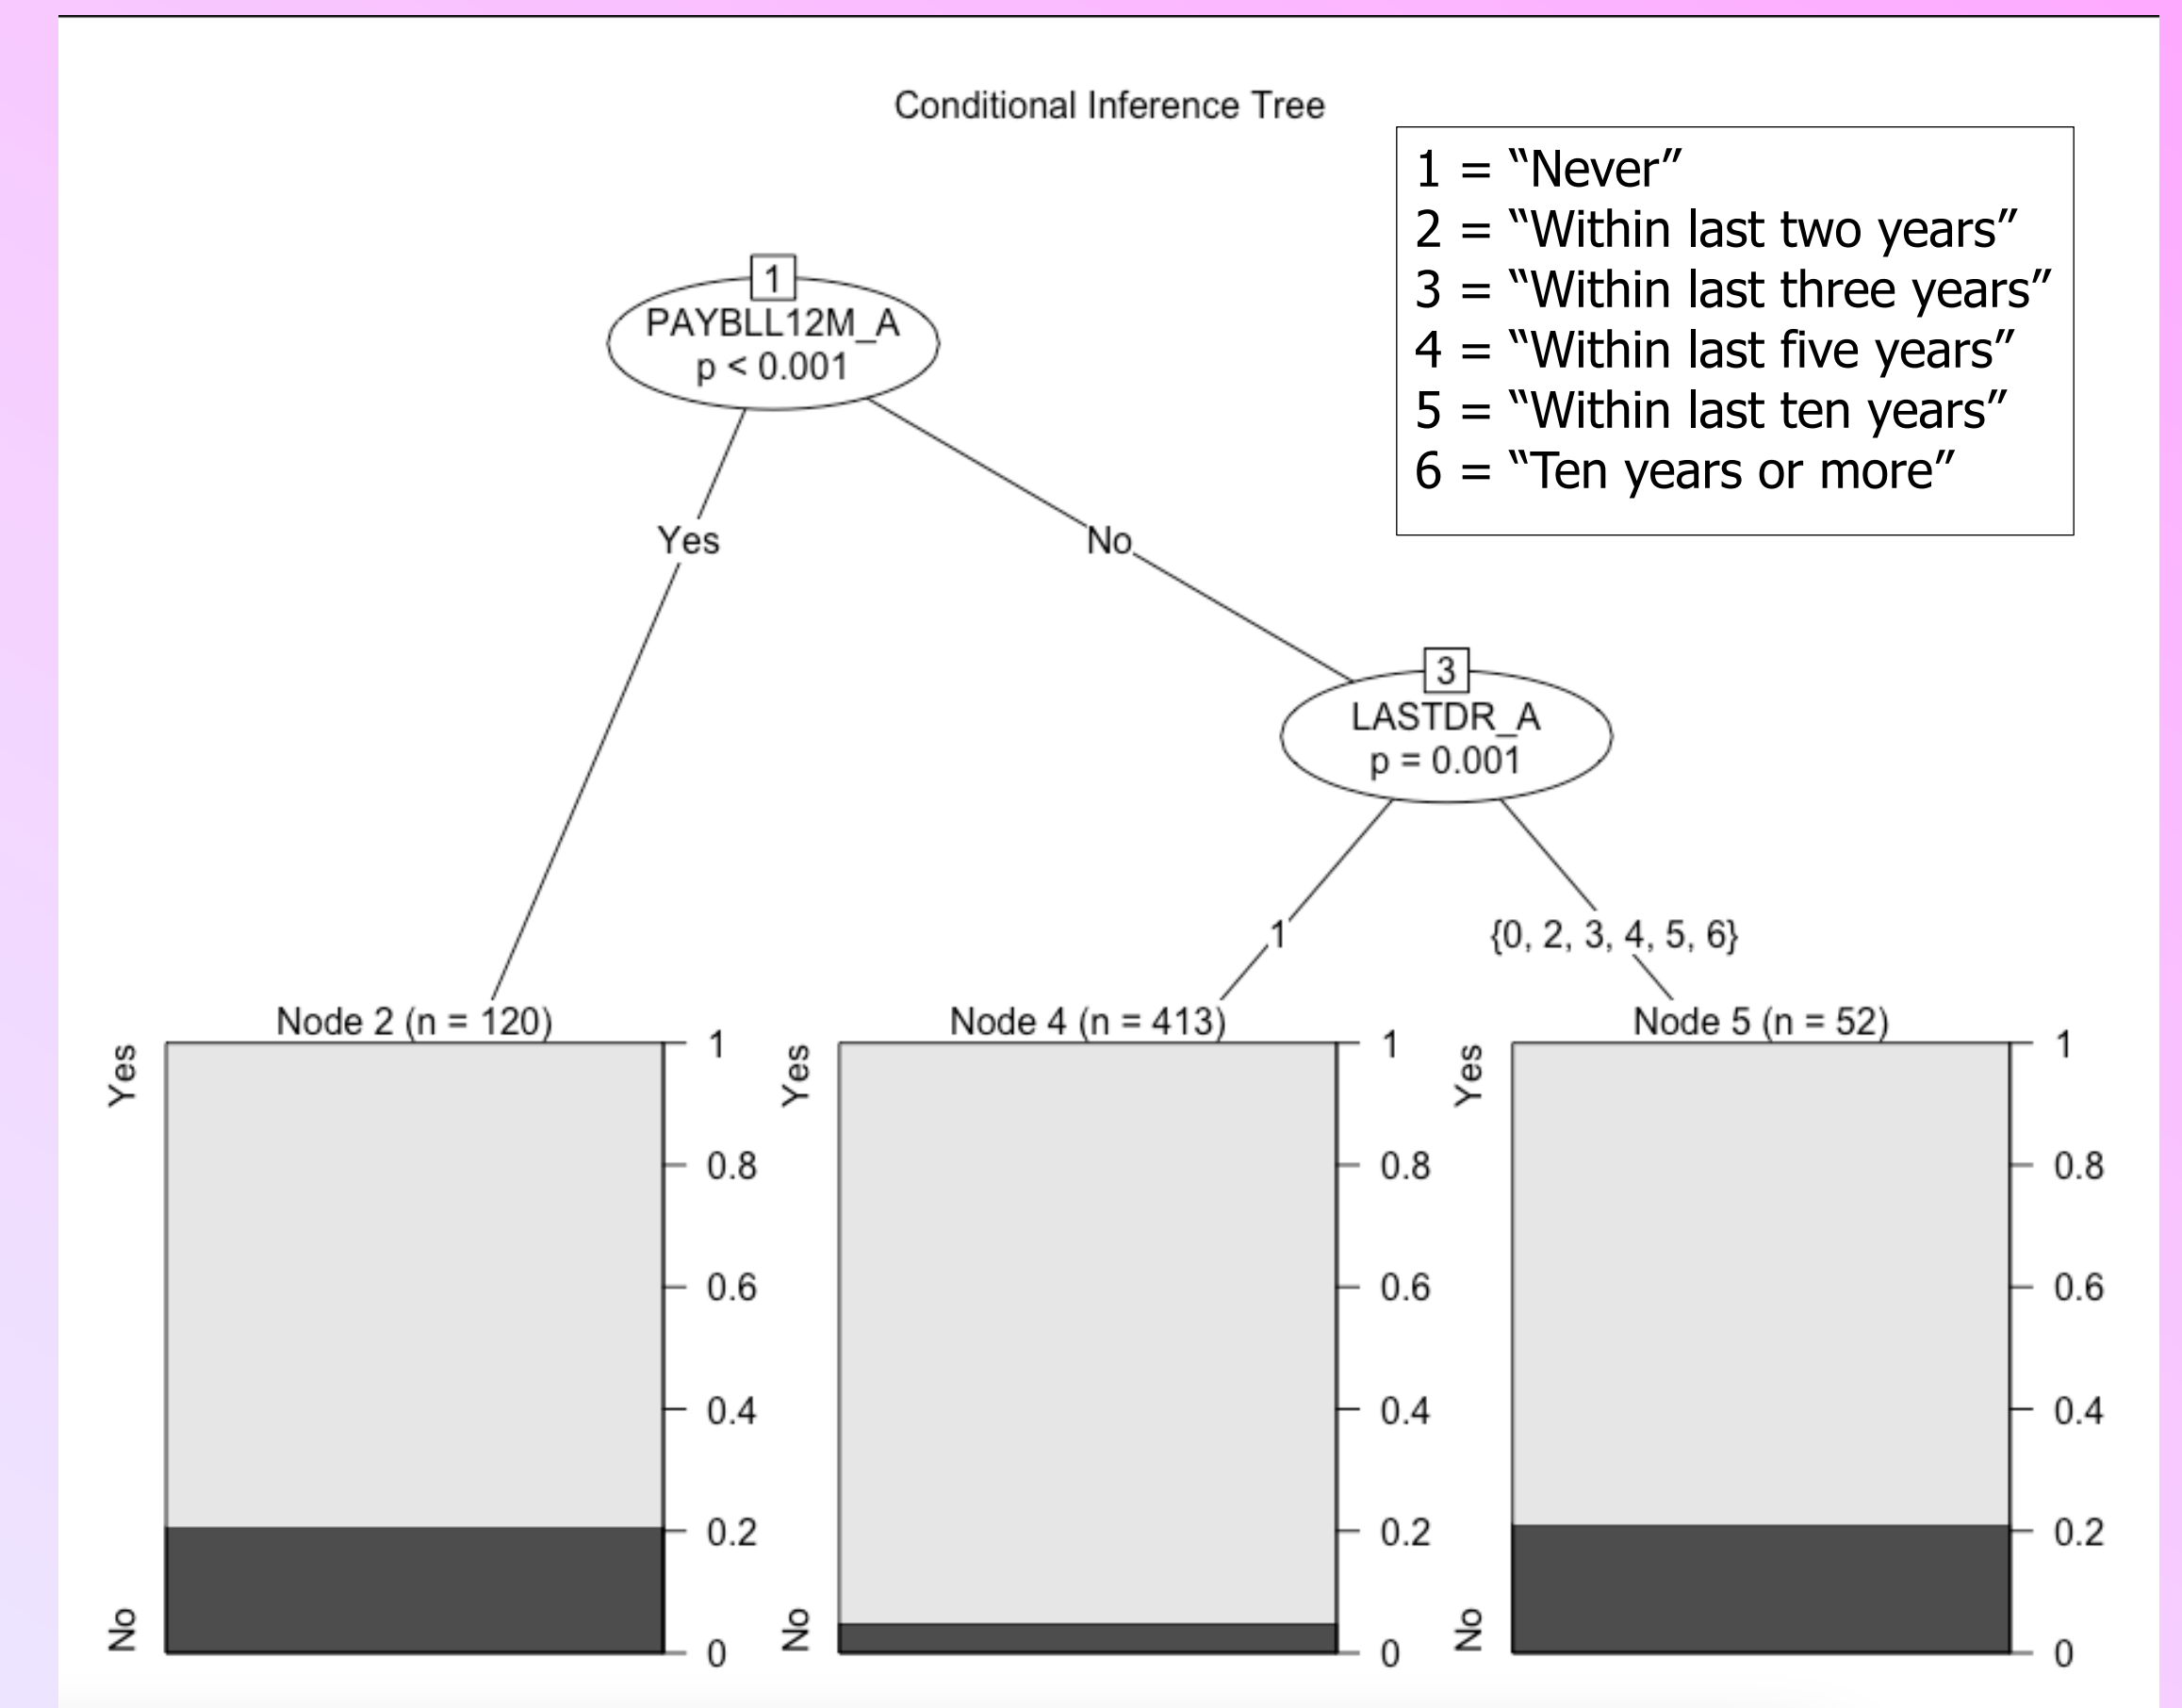 Conditional Inference Tree
1 = “Never”
2 = “Within last two years”
3 = “Within last three years”
4 = “Within last five years”
5 = “Within last ten years”
6 = “Ten years or more”
1
PAYBLL12M_A
p < 0.001
Yes
No
3
LASTDR_A
p = 0.001
1
{0, 2, 3, 4, 5, 6}
Node 2 (n = 120)
Yes
No
1
0.8
0.6
0.4
0.2
0
Node 4 (n = 413)
Yes
No
1
0.8
0.6
0.4
0.2
0
Node 5 (n = 52)
Yes
No
1
0.8
0.6
0.4
0.2
0